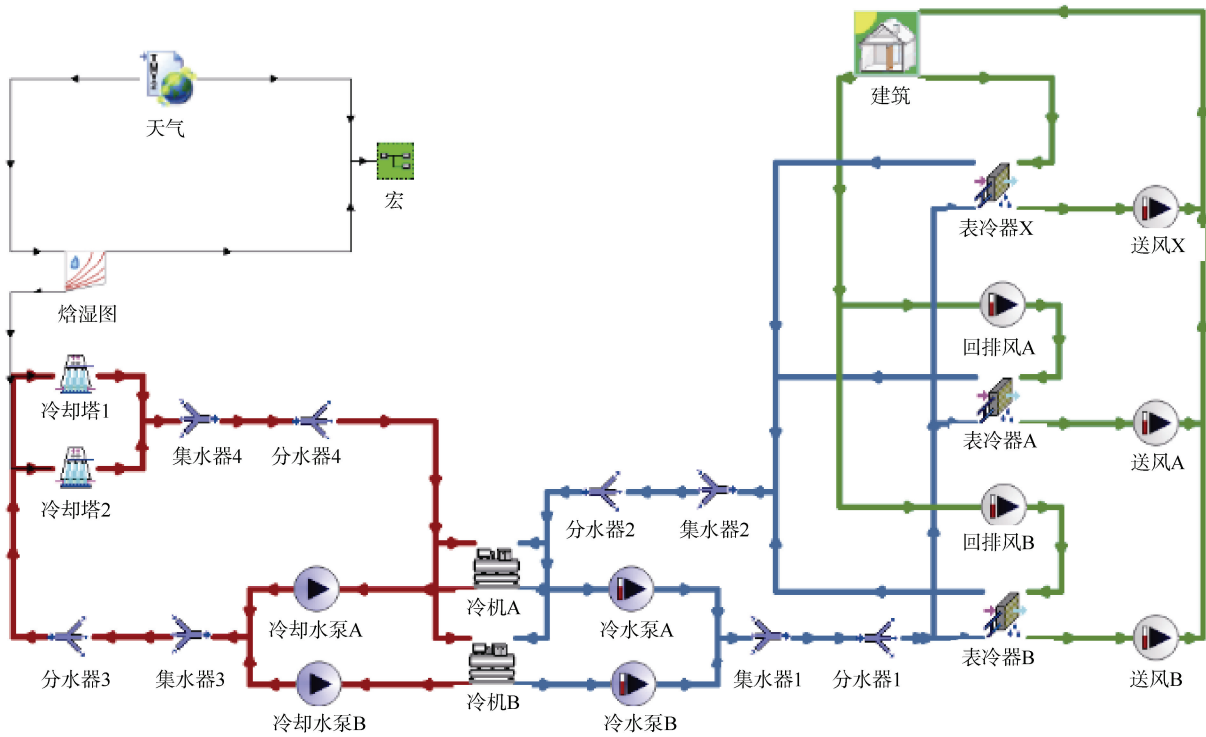 建筑
天气
宏
表冷器X
送风X
焓湿图
回排风A
冷却塔1
表冷器A
集水器4
分水器4
送风A
冷却塔2
分水器2
集水器2
回排风B
冷机A
冷却水泵A
冷水泵A
表冷器B
分水器3
集水器3
集水器1
分水器1
送风B
冷机B
冷却水泵B
冷水泵B